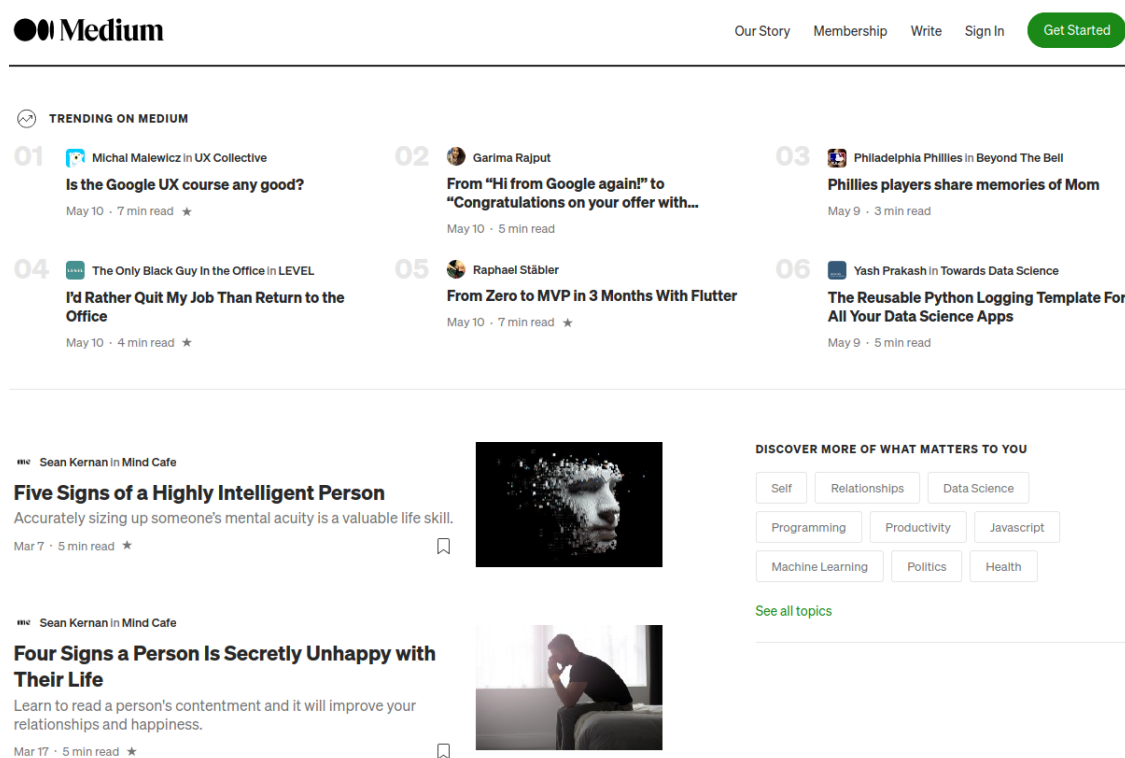 Medium
Our Story
Membership
Write
Sign In
Get Started
TRENDING ON MEDIUM
01
Michal Malewicz in UX Collective
Is the Google UX course any good?
May 10 · 7 min read ★
02
Garima Rajput
From “Hi from Google again!” to
“Congratulations on your offer with...
May 10 · 5 min read
03
Philadelphia Phillies in Beyond The Bell
Phillies players share memories of Mom
May 9 · 3 min read
04
The Only Black Guy In the Office in LEVEL
I’d Rather Quit My Job Than Return to the
Office
May 10 · 4 min read ★
05
Raphael Stäbler
From Zero to MVP in 3 Months With Flutter
May 10 · 7 min read ★
06
Yash Prakash in Towards Data Science
The Reusable Python Logging Template For
All Your Data Science Apps
May 9 · 5 min read
me Sean Kernan in Mind Cafe
Five Signs of a Highly Intelligent Person
Accurately sizing up someone’s mental acuity is a valuable life skill.
Mar 7 · 5 min read ★
me Sean Kernan in Mind Cafe
Four Signs a Person Is Secretly Unhappy with
Their Life
Learn to read a person's contentment and it will improve your
relationships and happiness.
Mar 17 · 5 min read ★
DISCOVER MORE OF WHAT MATTERS TO YOU
Self
Relationships
Data Science
Programming
Productivity
Javascript
Machine Learning
Politics
Health
See all topics